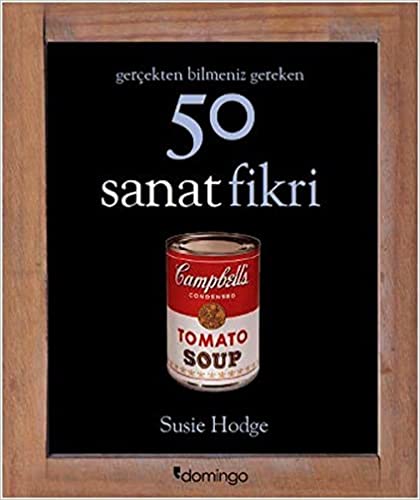 gerçekten bilmeniz gereken
50
sanat fikri
Campbell's
CONDENSED
TOMATO
SOUP
Susie Hodge
domingo